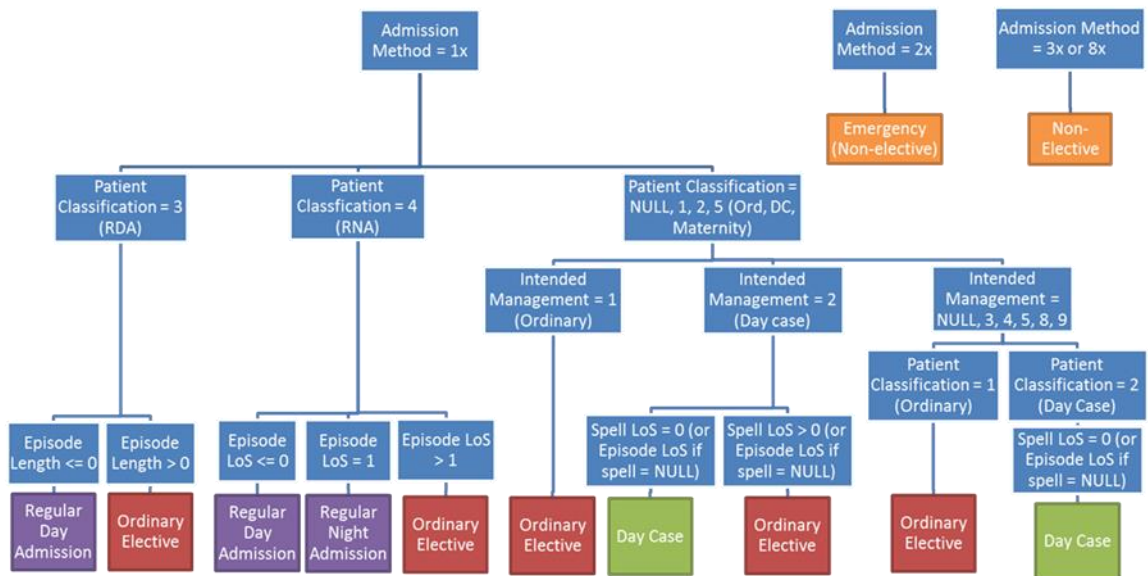 Admission
Method = 1x
Admission
Method = 2x
Admission Method
= 3x or 8x
Emergency
(Non-elective)
Non-
Elective
Patient
Classification = 3
(RDA)
Patient
Classfication = 4
(RNA)
Patient Classification =
NULL, 1, 2, 5 (Ord, DC,
Maternity)
Intended
Management = 1
(Ordinary)
Intended
Management = 2
(Day case)
Intended
Management =
NULL, 3, 4, 5, 8, 9
Patient
Classification = 1
(Ordinary)
Patient
Classification = 2
(Day Case)
Episode
Length <= 0
Episode
Length > 0
Episode
LoS <= 0
Episode
LoS = 1
Episode LoS
> 1
Spell LoS = 0 (or
Episode LoS if
spell = NULL)
Spell LoS > 0 (or
Episode LoS if
spell = NULL)
Spell LoS = 0 (or
Episode LoS if
spell = NULL)
Regular
Day
Admission
Ordinary
Elective
Regular
Day
Admission
Regular
Night
Admission
Ordinary
Elective
Ordinary
Elective
Day Case
Ordinary
Elective
Ordinary
Elective
Day Case